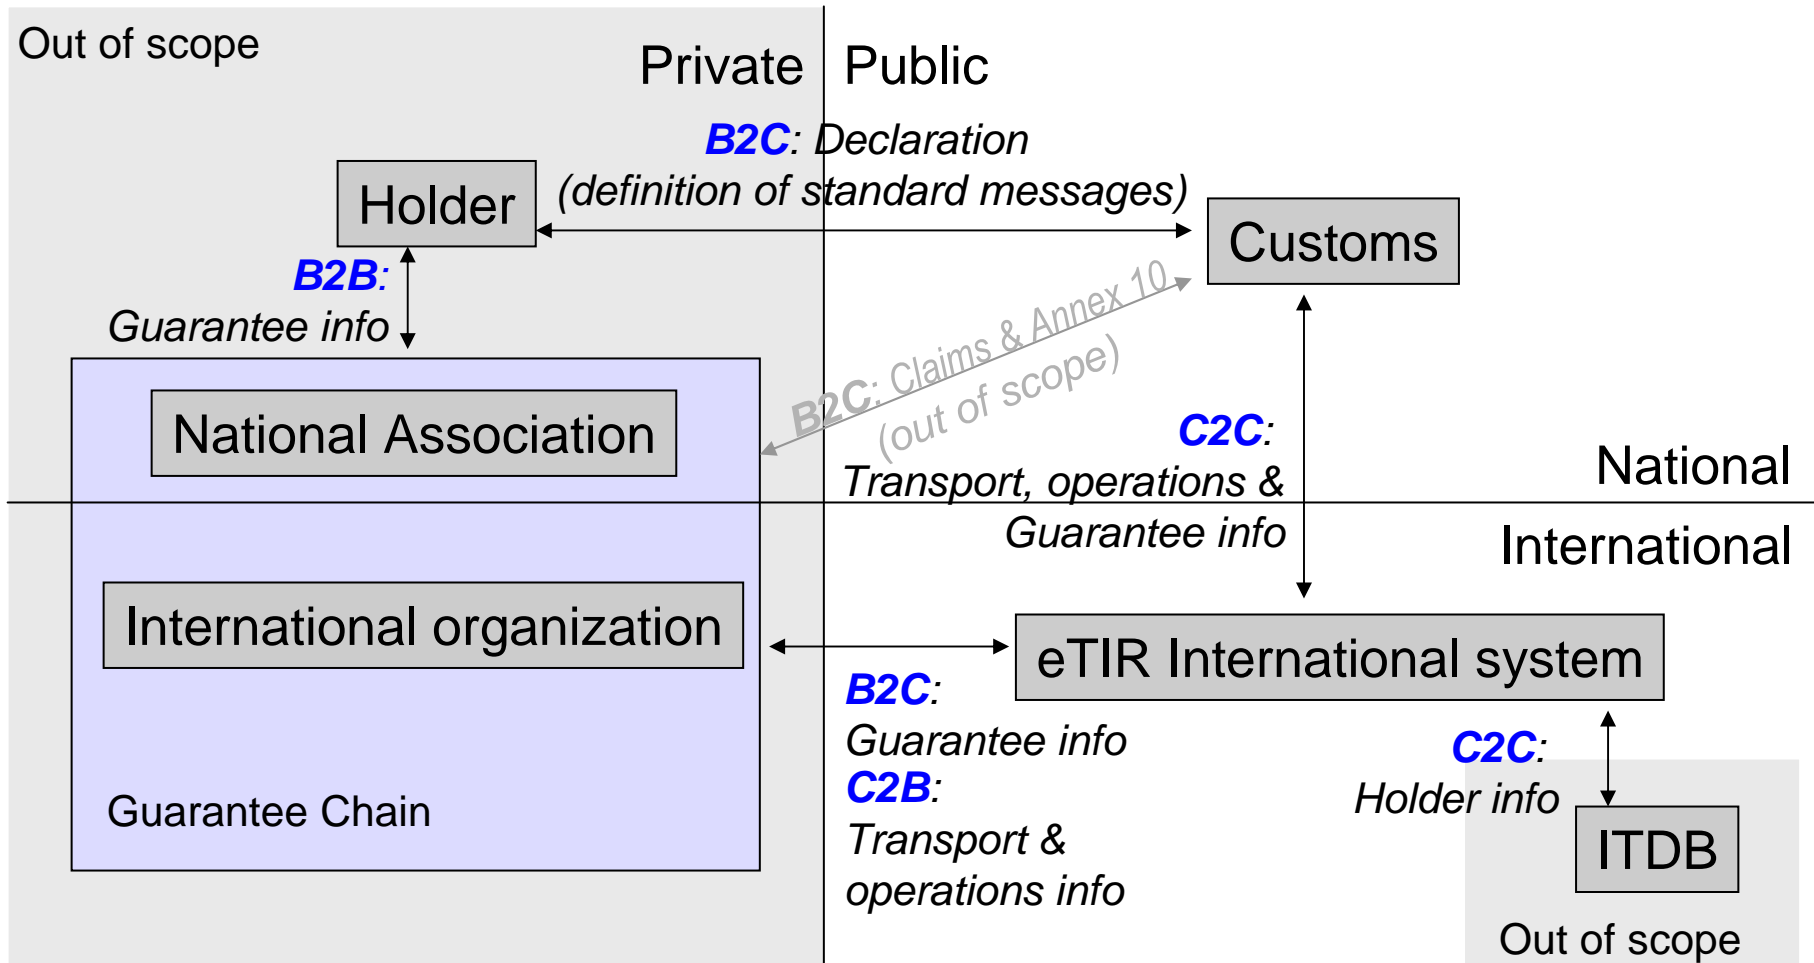 Out of scope
Private
Public
B2C: Declaration
(definition of standard messages)
Holder
Customs
B2B:
Guarantee info
B2C: Claims & Annex 10
(out of scope)
National Association
C2C:
Transport, operations &
Guarantee info
National
International
International organization
eTIR International system
B2C:
Guarantee info
C2B:
Transport &
operations info
C2C:
Holder info
Guarantee Chain
ITDB
Out of scope